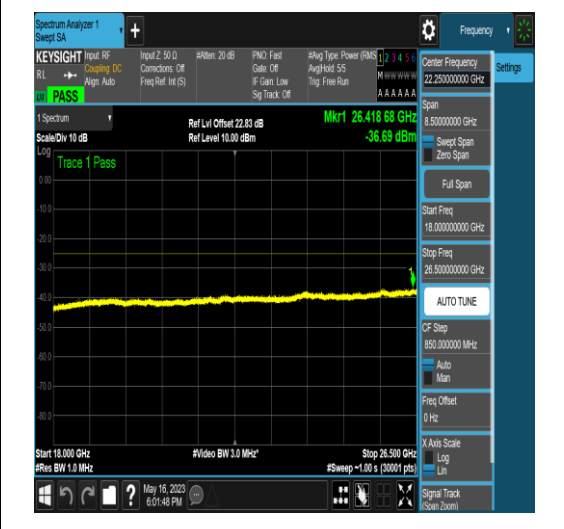 Spectrum Analyzer 1
Swept SA
Frequency
KEYSIGHT
RL
Input: RF
Coupling: DC
Align: Auto
Input Z: 50 Ω
Corrections: Off
Freq Ref: Int (S)
#Atten: 20 dB
PNO: Fast
Gate: Off
IF Gain: Low
Sig Track: Off
#Avg Type: Power (RMS
Avg|Hold: 5/5
Trig: Free Run
1 2 3 4 5 6
M W W W W W
A A A A A A
PASS
1 Spectrum
Scale/Div 10 dB
Ref Lvl Offset 22.83 dB
Ref Level 10.00 dBm
Mkr1 26.418 68 GHz
-36.69 dBm
Log
Trace 1 Pass
0.00
-10.0
-20.0
-30.0
-40.0
-50.0
-60.0
-70.0
-80.0
1
Start 18.000 GHz
#Res BW 1.0 MHz
#Video BW 3.0 MHz*
Stop 26.500 GHz
#Sweep ~1.00 s (30001 pts)
?
May 16, 2023
6:01:48 PM
Center Frequency
22.250000000 GHz
Settings
Span
8.50000000 GHz
Swept Span
Zero Span
Full Span
Start Freq
18.000000000 GHz
Stop Freq
26.500000000 GHz
AUTO TUNE
CF Step
850.000000 MHz
Auto
Man
Freq Offset
0 Hz
X Axis Scale
Log
Lin
Signal Track
(Span Zoom)